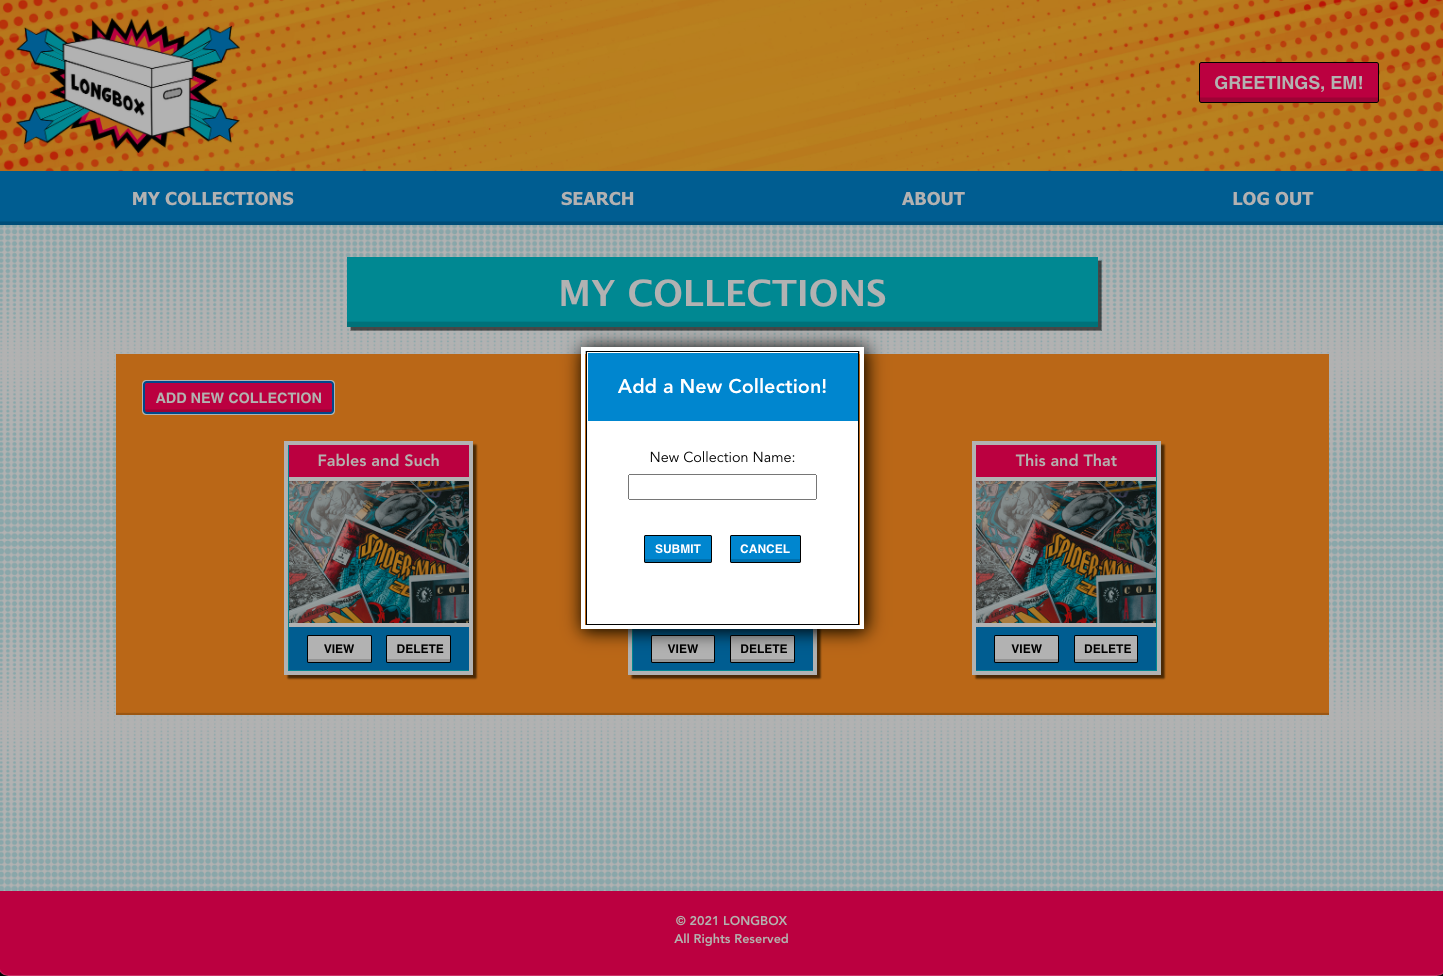 LONGBOX
GREETINGS, EM!
MY COLLECTIONS
SEARCH
ABOUT
LOG OUT
MY COLLECTIONS
ADD NEW COLLECTION
Add a New Collection!
New Collection Name:
SUBMIT
CANCEL
Fables and Such
SPIDER-MAN
COL
VIEW
DELETE
VIEW
DELETE
This and That
SPIDER-MAN
COL
VIEW
DELETE
© 2021 LONGBOX
All Rights Reserved